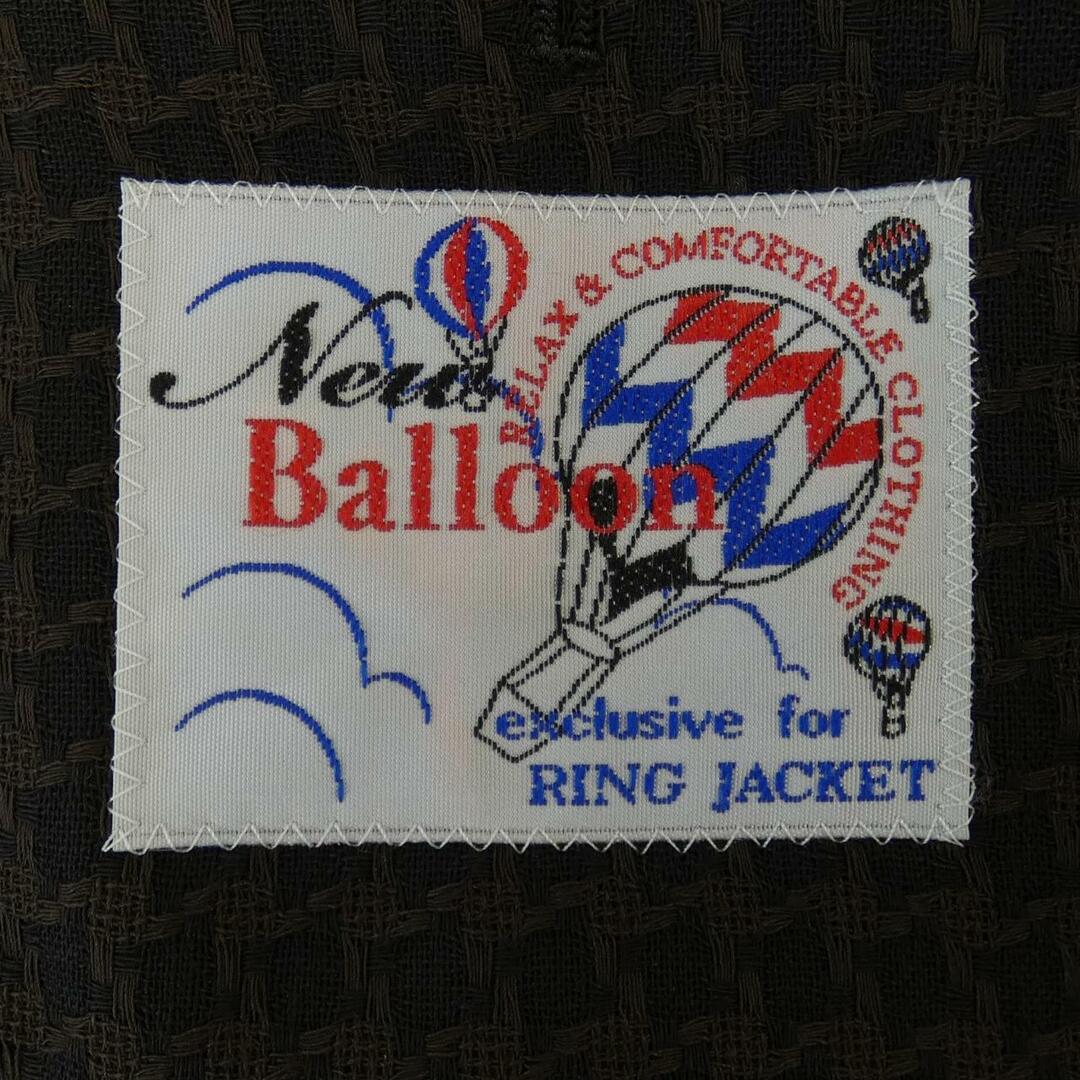 New
Balloon
RELAX & COMFORTABLE CLOTHING
exclusive for
RING JACKET